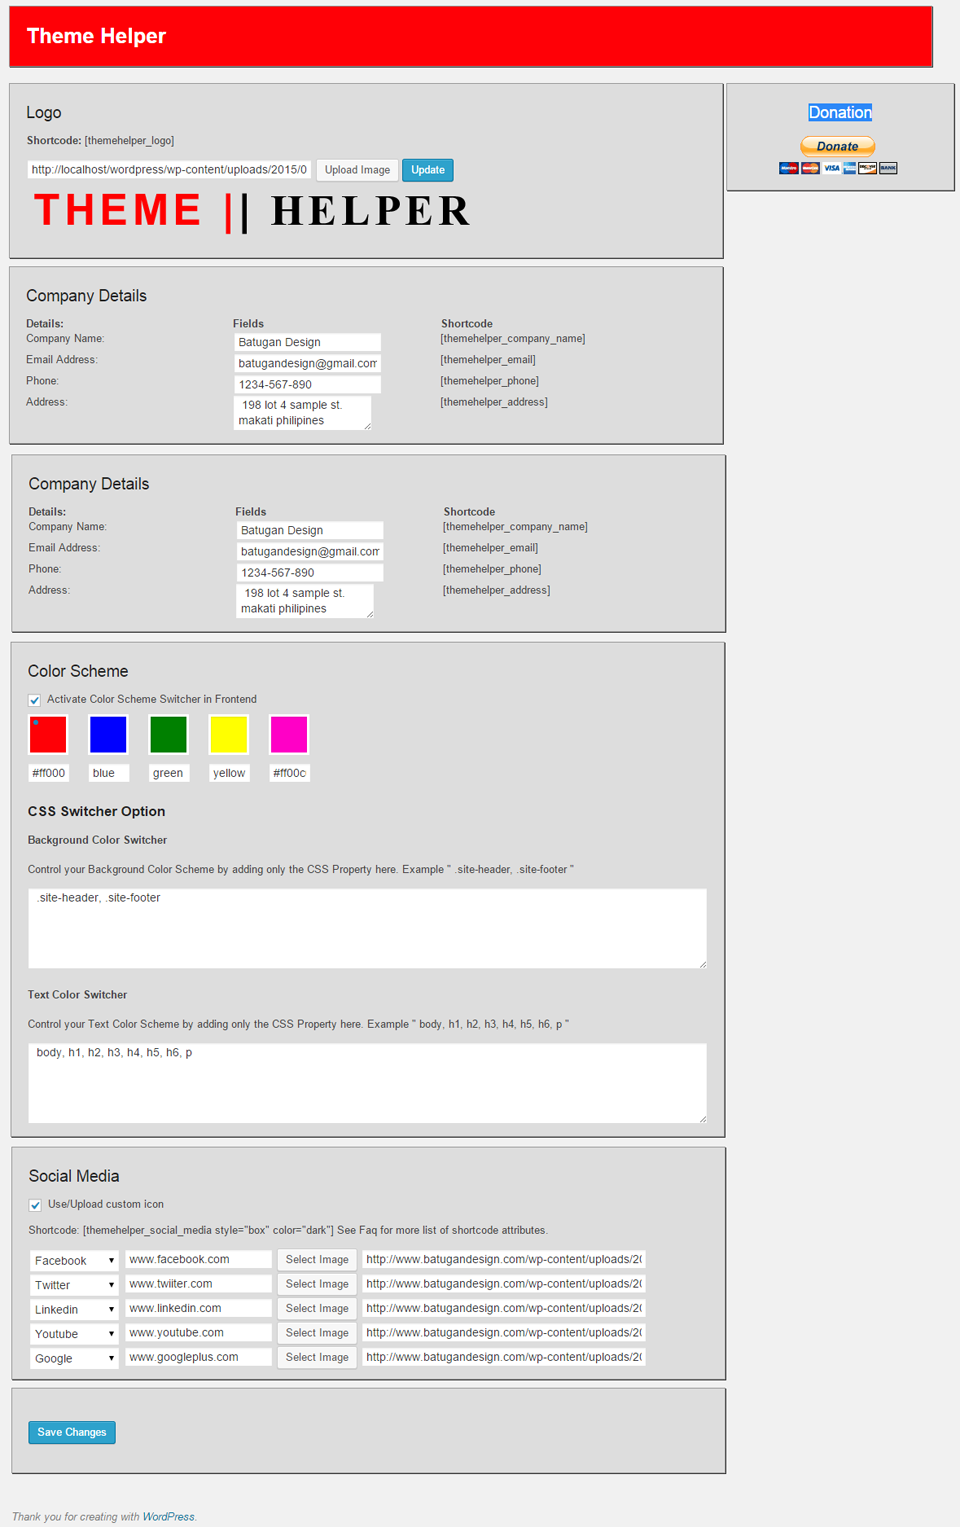 Theme Helper
Logo
Shortcode: [themehelper_logo]
http://localhost/wordpress/wp-content/uploads/2015/0 Upload Image Update
THEME || HELPER
Donation
Donate
VISA
BANK
Company Details
Details: Fields Shortcode
Company Name: Batugan Design [themehelper_company_name]
Email Address: batugandesign@gmail.com [themehelper_email]
Phone: 1234-567-890 [themehelper_phone]
Address: 198 lot 4 sample st. [themehelper_address]
makati philipines
Company Details
Details: Fields Shortcode
Company Name: Batugan Design [themehelper_company_name]
Email Address: batugandesign@gmail.com [themehelper_email]
Phone: 1234-567-890 [themehelper_phone]
Address: 198 lot 4 sample st. [themehelper_address]
makati philipines
Color Scheme
Activate Color Scheme Switcher in Frontend
#ff000 blue green yellow #ff00c
CSS Switcher Option
Background Color Switcher
Control your Background Color Scheme by adding only the CSS Property here. Example " .site-header, .site-footer "
.site-header, .site-footer
Text Color Switcher
Control your Text Color Scheme by adding only the CSS Property here. Example " body, h1, h2, h3, h4, h5, h6, p "
body, h1, h2, h3, h4, h5, h6, p
Social Media
Use/Upload custom icon
Shortcode: [themehelper_social_media style="box" color="dark"] See Faq for more list of shortcode attributes.
Facebook www.facebook.com Select Image http://www.batugandesign.com/wp-content/uploads/20
Twitter www.twiiter.com Select Image http://www.batugandesign.com/wp-content/uploads/20
Linkedin www.linkedin.com Select Image http://www.batugandesign.com/wp-content/uploads/20
Youtube www.youtube.com Select Image http://www.batugandesign.com/wp-content/uploads/20
Google www.googleplus.com Select Image http://www.batugandesign.com/wp-content/uploads/20
Save Changes
Thank you for creating with WordPress.